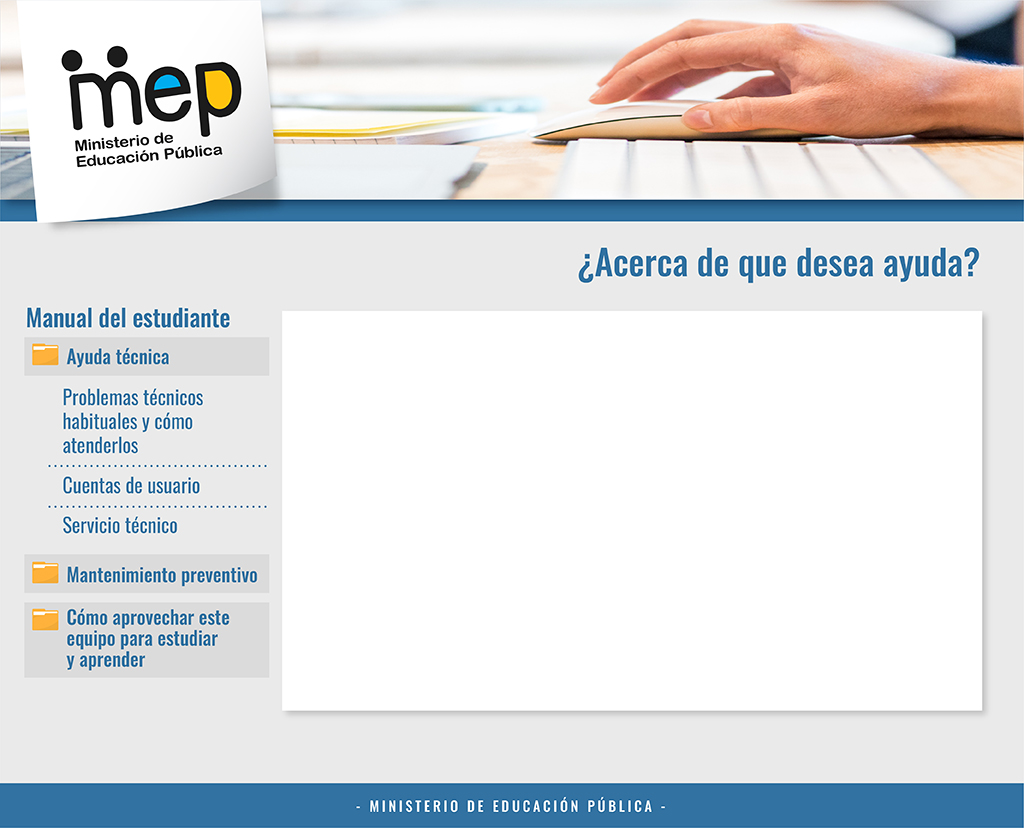 mep
Ministerio de
Educación Pública
¿Acerca de que desea ayuda?
Manual del estudiante
Ayuda técnica
Problemas técnicos
habituales y cómo
atenderlos
Cuentas de usuario
Servicio técnico
Mantenimiento preventivo
Cómo aprovechar este
equipo para estudiar
y aprender
- MINISTERIO DE EDUCACIÓN PÚBLICA -